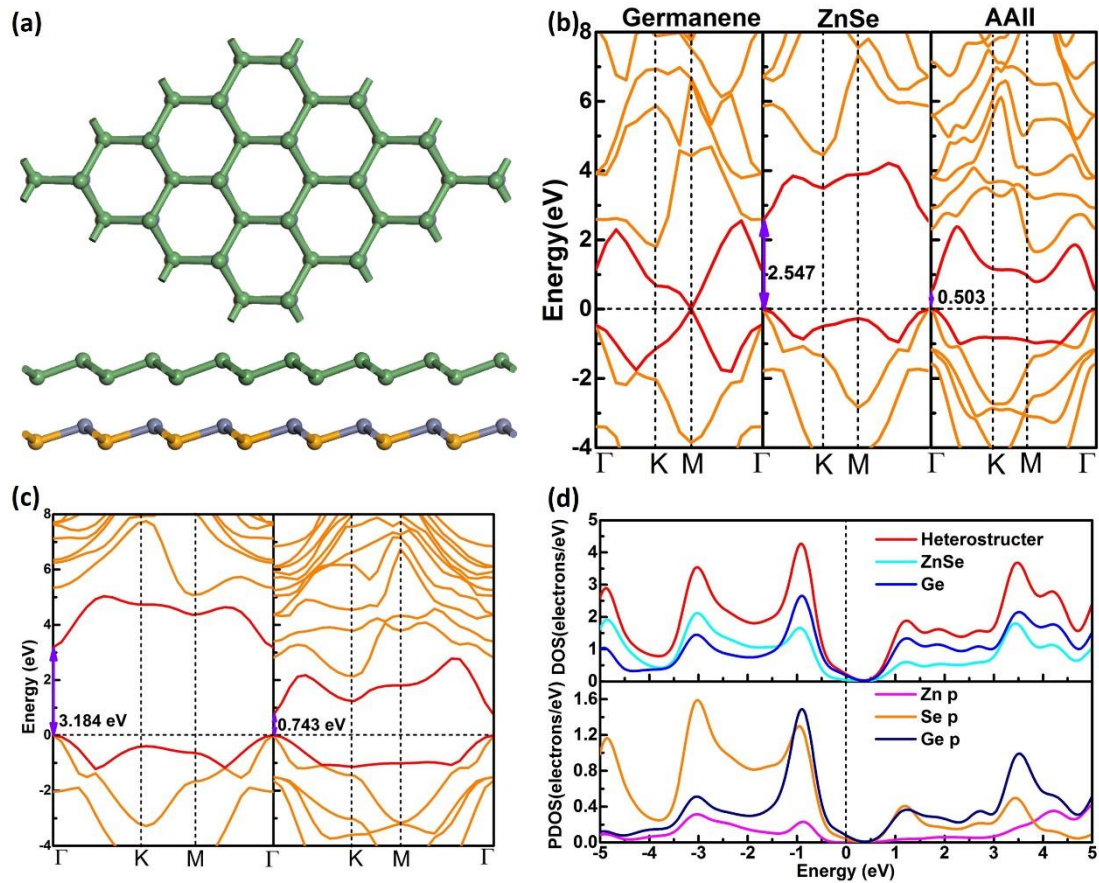 (a)
(b)
Germanene ZnSe AAII
Energy(eV)
8
6
4
2
0
-2
-4
2.547
0.503
Γ K M Γ K M Γ K M Γ
(c)
Energy (eV)
8
6
4
2
0
-2
-4
3.184 eV
0.743 eV
Γ K M Γ K M Γ
(d)
DOS(electrons/eV)
5
4
3
2
1
0
Heterostructer
ZnSe
Ge
PDOS(electrons/eV)
1.6
1.2
0.8
0.4
0.0
Zn p
Se p
Ge p
-5 -4 -3 -2 -1 0 1 2 3 4 5
Energy (eV)